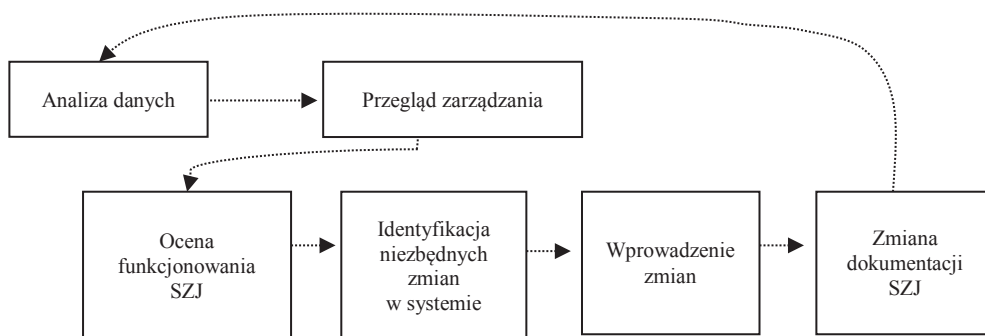 Analiza danych
Przegląd zarządzania
Ocena
funkcjonowania
SZJ
Identyfikacja
niezbędnych
zmian
w systemie
Wprowadzenie
zmian
Zmiana
dokumentacji
SZJ